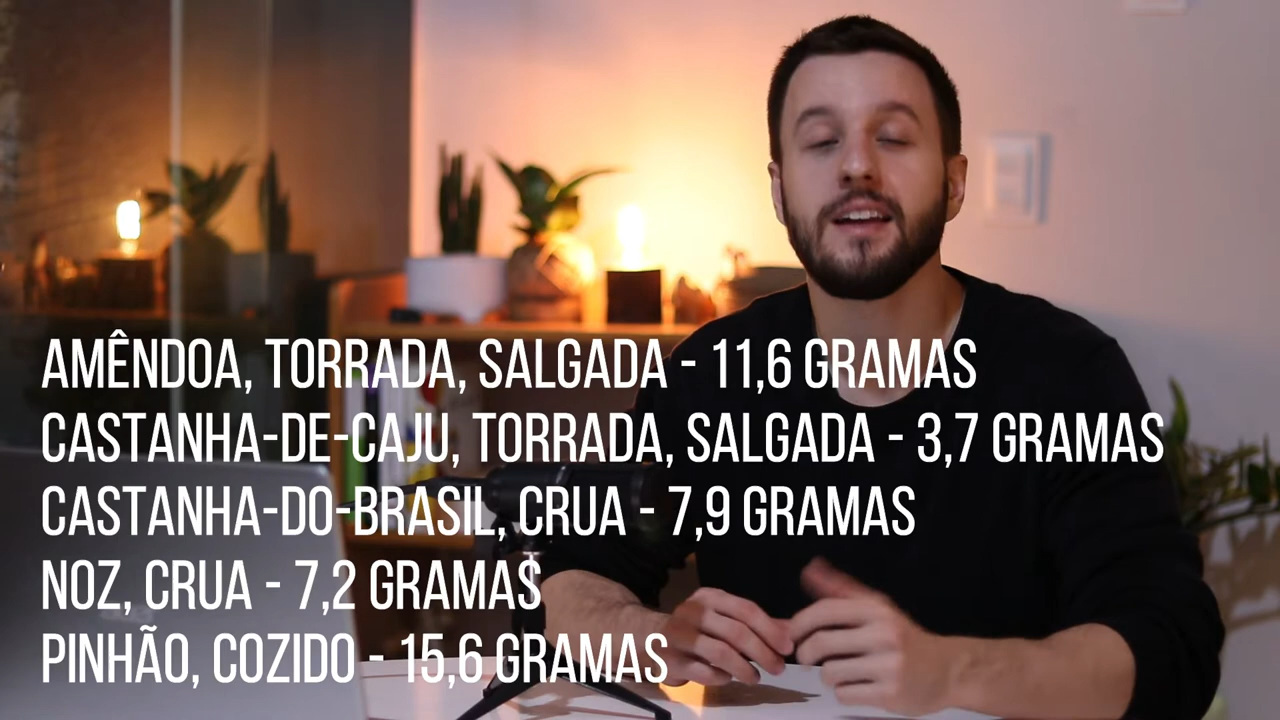 AMÊNDOA, TORRADA, SALGADA - 11,6 GRAMAS
CASTANHA-DE-CAJU, TORRADA, SALGADA - 3,7 GRAMAS
CASTANHA-DO-BRASIL, CRUA - 7,9 GRAMAS
NOZ, CRUA - 7,2 GRAMAS
PINHÃO, COZIDO - 15,6 GRAMAS